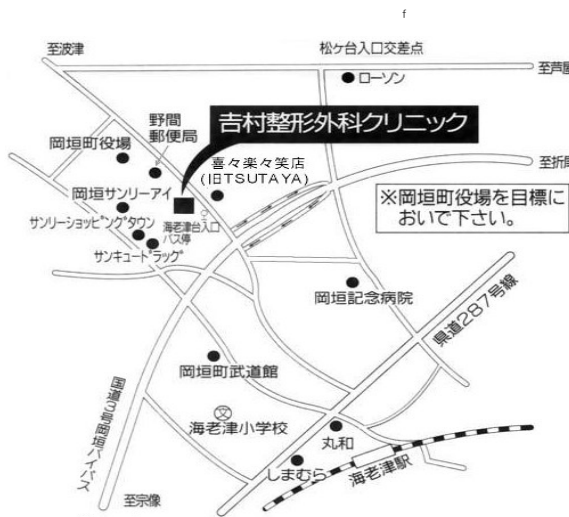 f
至波津
松ヶ台入口交差点
至芦屋
ローソン
野間
郵便局
吉村整形外科クリニック
岡垣町役場
喜々楽々笑店
(旧TSUTAYA)
至折尾
※岡垣町役場を目標に
おいで下さい。
岡垣サンリーアイ
サンリーショッピングタウン
海老津台入口
バス停
サンキュードラッグ
岡垣記念病院
県道287号線
岡垣町武道館
国道3号岡垣バイパス
文
海老津小学校
丸和
しまむら
海老津駅
至宗像